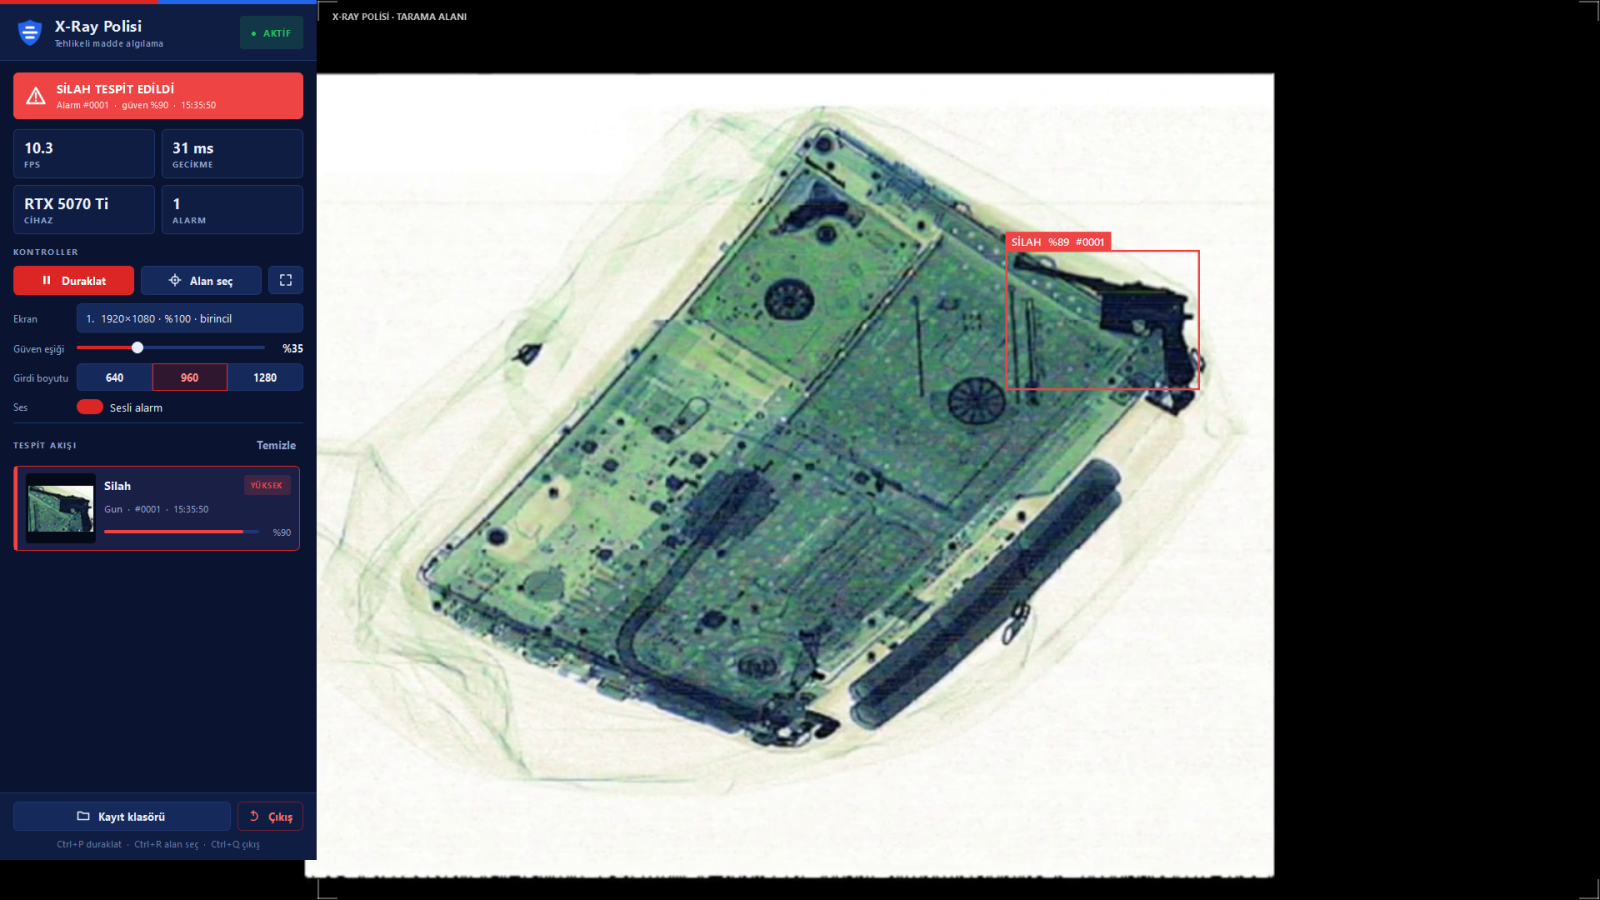 X-Ray Polisi
Tehlikeli madde algılama
AKTİF
SİLAH TESPİT EDİLDİ
Alarm #0001 · güven %90 · 15:35:50
10.3
FPS
31 ms
GECİKME
RTX 5070 Ti
CİHAZ
1
ALARM
KONTROLLER
Duraklat
Alan seç
Ekran
1. 1920×1080 · %100 · birincil
Güven eşiği
%35
Girdi boyutu
640
960
1280
Ses
Sesli alarm
TESPİT AKIŞI
Temizle
Silah
YÜKSEK
Gun · #0001 · 15:35:50
%90
Kayıt klasörü
Çıkış
Ctrl+P duraklat · Ctrl+R alan seç · Ctrl+Q çıkış
X-RAY POLİSİ · TARAMA ALANI
SİLAH %89 #0001